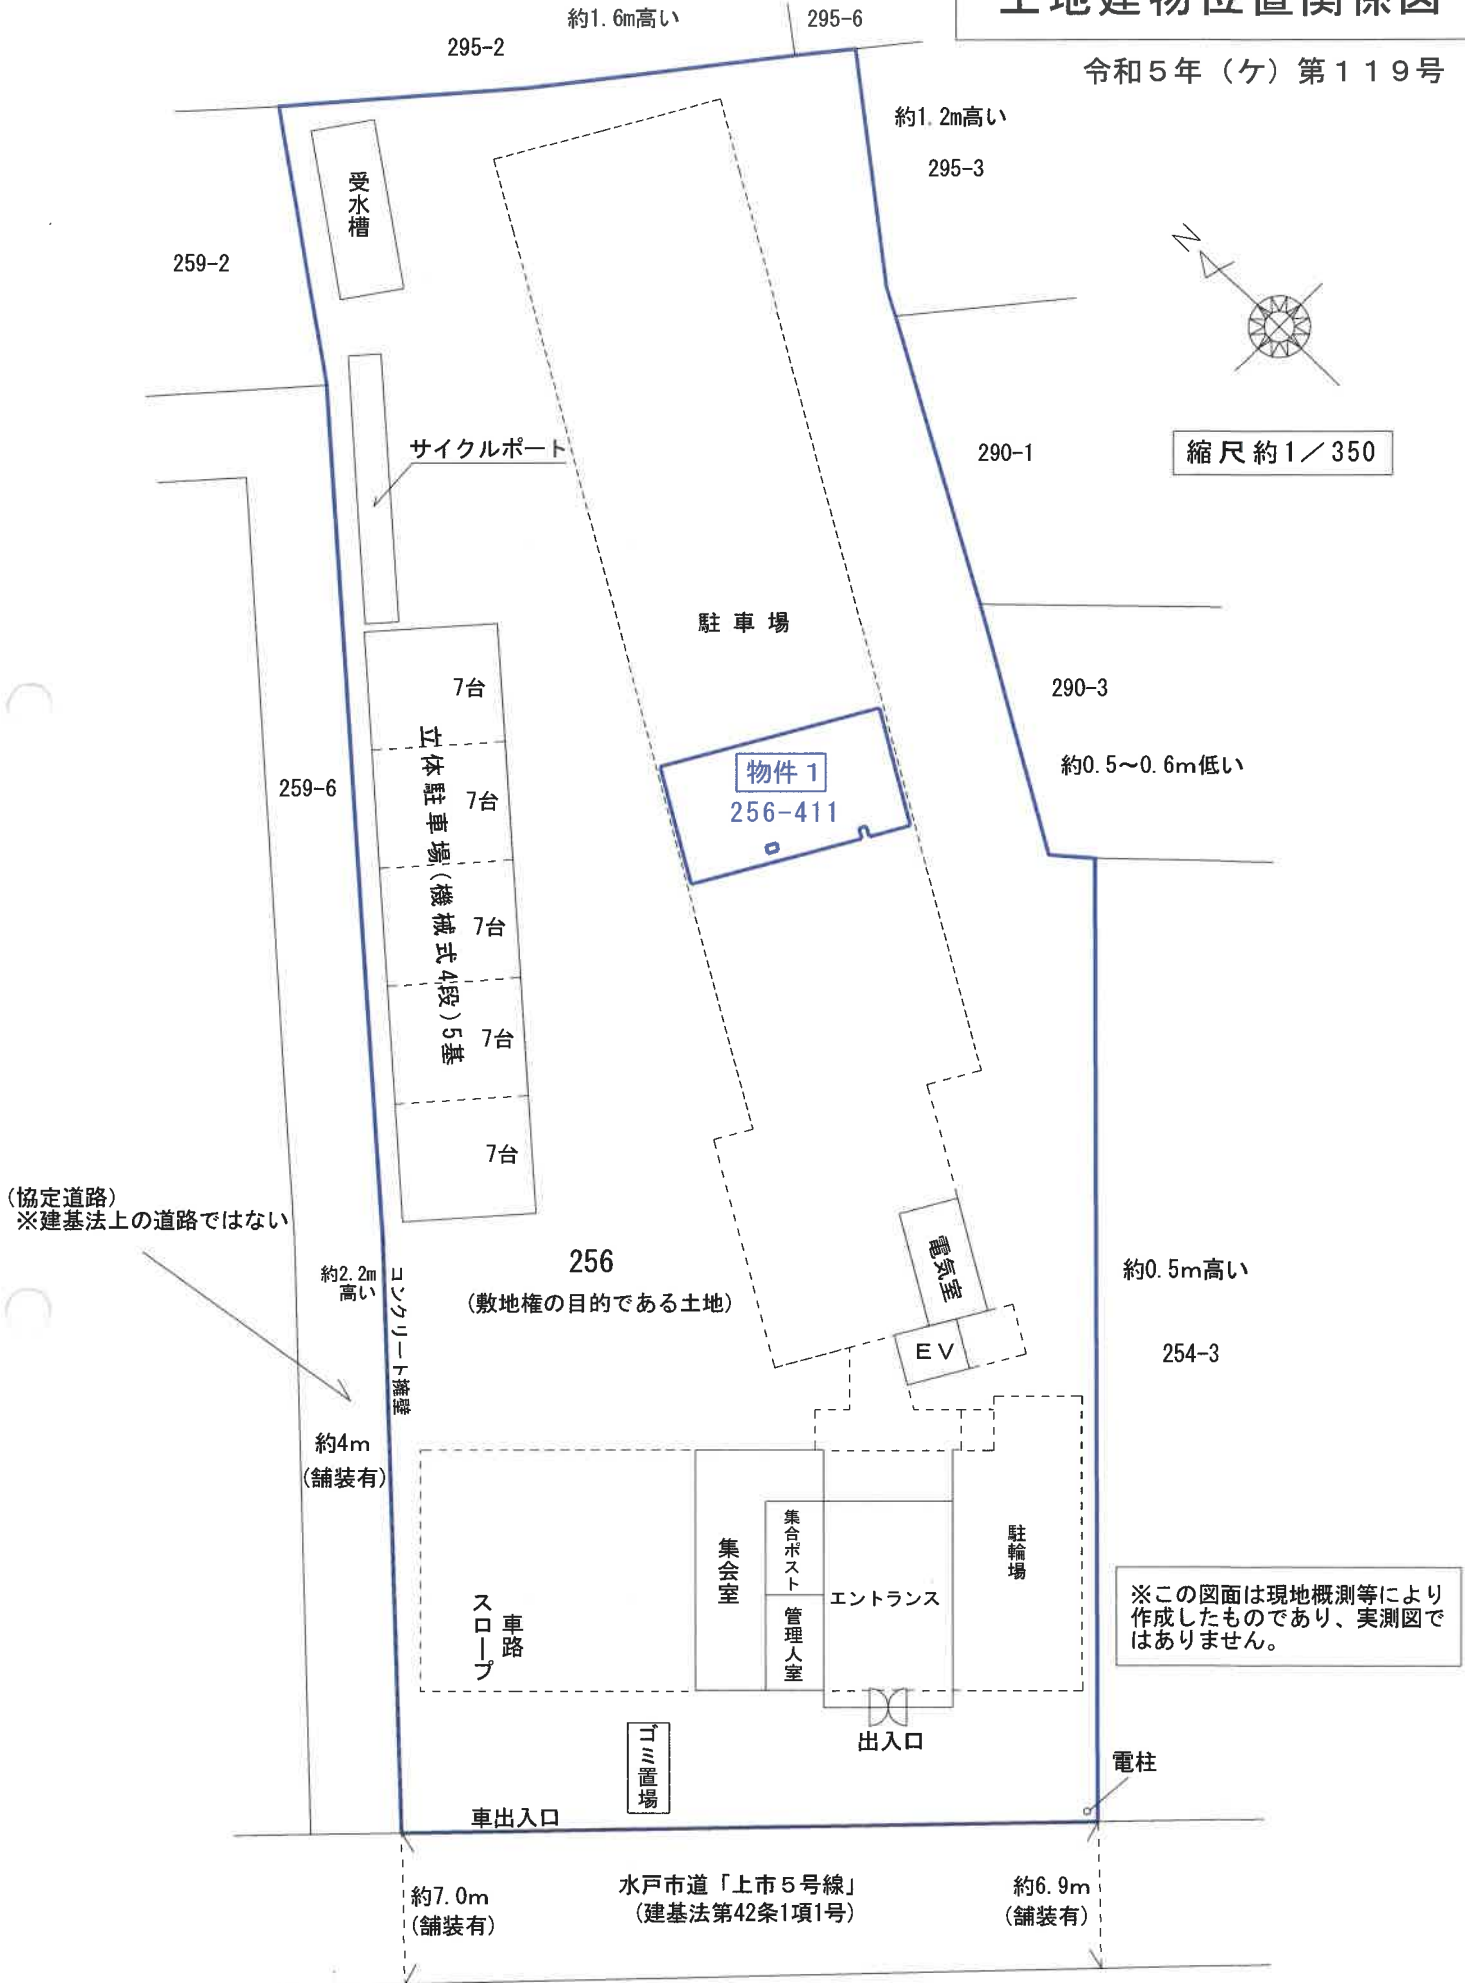 土地建物位置関係図
令和５年（ケ）第１１９号
約1.6m高い
295-6
295-2
約1.2m高い
295-3
受水槽
259-2
N
サイクルポート
290-1
縮尺約1／350
駐車場
290-3
約0.5～0.6m低い
7台
7台
7台
7台
7台
立体駐車場(機械式4段)5基
259-6
物件1
256-411
(協定道路)
※建基法上の道路ではない
約2.2m
高い
コンクリート擁壁
256
(敷地権の目的である土地)
電気室
EV
約0.5m高い
254-3
約4m
(舗装有)
車路
スロープ
集会室
集合ポスト
管理人室
エントランス
駐輪場
※この図面は現地概測等により
作成したものであり、実測図で
はありません。
ゴミ置場
出入口
電柱
車出入口
約7.0m
(舗装有)
水戸市道「上市５号線」
(建基法第42条1項1号)
約6.9m
(舗装有)